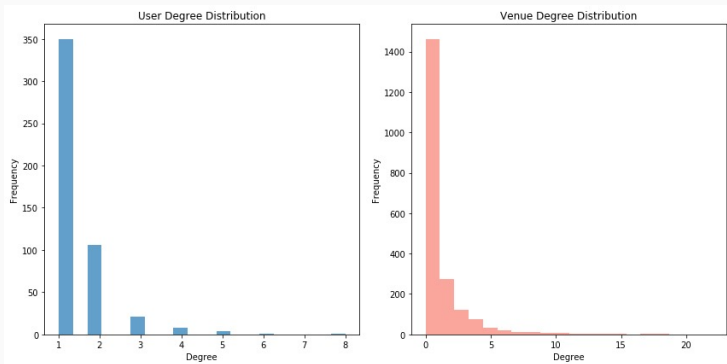 User Degree Distribution
Frequency
350
300
250
200
150
100
50
0
1 2 3 4 5 6 7 8
Degree
Venue Degree Distribution
Frequency
1400
1200
1000
800
600
400
200
0
0 5 10 15 20
Degree